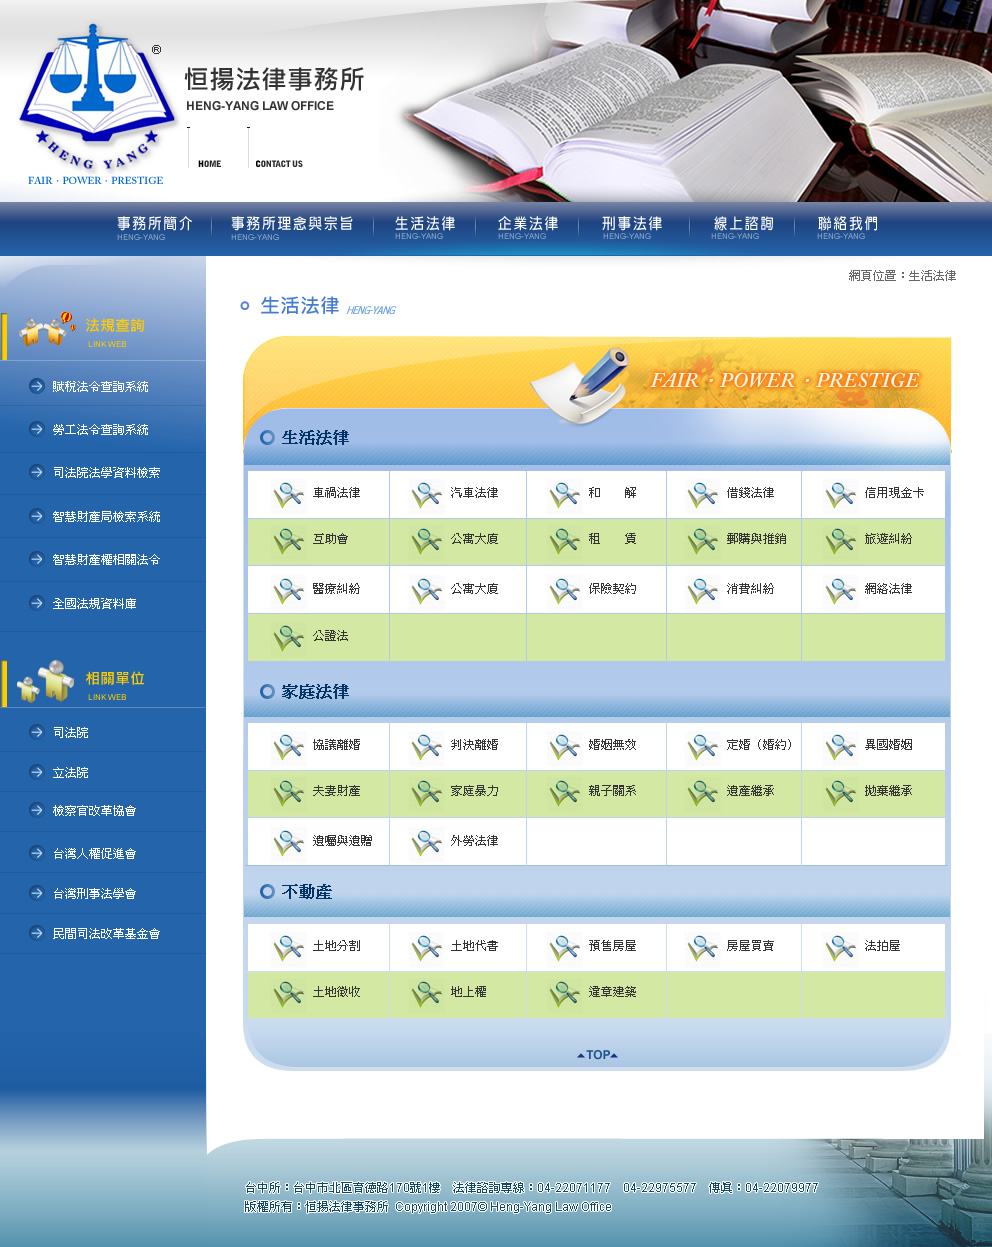 ®
恒揚法律事務所
HENG-YANG LAW OFFICE
HENG YANG
HOME CONTACT US
FAIR · POWER · PRESTIGE
事務所簡介 事務所理念與宗旨 生活法律 企業法律 刑事法律 線上諮詢 聯絡我們
HENG-YANG HENG-YANG HENG-YANG HENG-YANG HENG-YANG HENG-YANG HENG-YANG
網頁位置：生活法律
生活法律 HENG-YANG
法規查詢
LINK WEB
賦稅法令查詢系統
勞工法令查詢系統
司法院法學資料檢索
智慧財產局檢索系統
智慧財產權相關法令
全國法規資料庫
相關單位
LINK WEB
司法院
立法院
檢察官改革協會
台灣人權促進會
台灣刑事法學會
民間司法改革基金會
FAIR · POWER · PRESTIGE
生活法律
車禍法律 汽車法律 和 解 借錢法律 信用現金卡
互助會 公寓大廈 租 賃 郵購與推銷 旅遊糾紛
醫療糾紛 公寓大廈 保險契約 消費糾紛 網絡法律
公證法
家庭法律
協議離婚 判決離婚 婚姻無效 定婚（婚約） 異國婚姻
夫妻財產 家庭暴力 親子關系 遺產繼承 拋棄繼承
遺囑與遺贈 外勞法律
不動產
土地分割 土地代書 預售房屋 房屋買賣 法拍屋
土地徵收 地上權 違章建築
TOP
台中所：台中市北區育德路170號1樓 法律諮詢專線：04-22071177 04-22975577 傳真：04-22079977
版權所有：恒揚法律事務所 Copyright 2007© Heng-Yang Law Office